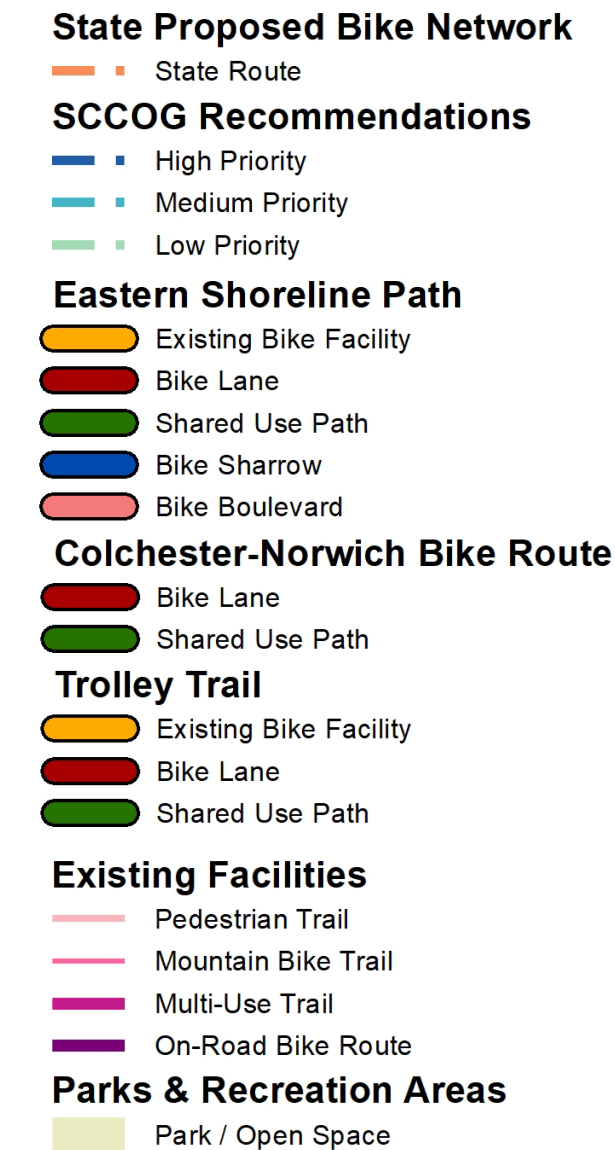 State Proposed Bike Network
State Route
SCCOG Recommendations
High Priority
Medium Priority
Low Priority
Eastern Shoreline Path
Existing Bike Facility
Bike Lane
Shared Use Path
Bike Sharrow
Bike Boulevard
Colchester-Norwich Bike Route
Bike Lane
Shared Use Path
Trolley Trail
Existing Bike Facility
Bike Lane
Shared Use Path
Existing Facilities
Pedestrian Trail
Mountain Bike Trail
Multi-Use Trail
On-Road Bike Route
Parks & Recreation Areas
Park / Open Space